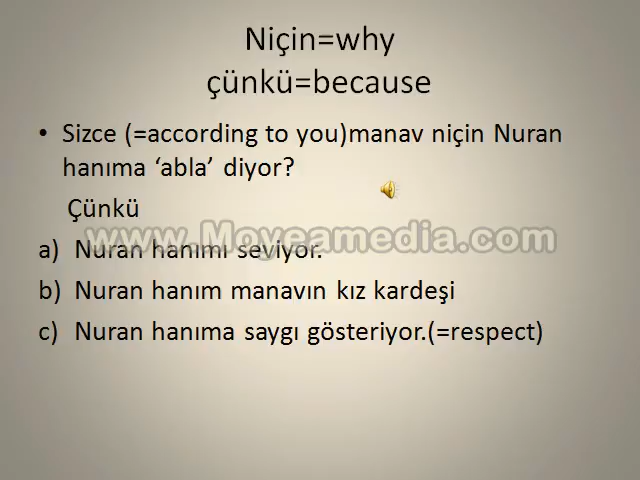 Niçin=why
çünkü=because
• Sizce (=according to you)manav niçin Nuran
hanıma ‘abla’ diyor?
Çünkü
www.Moyeamedia.com
a) Nuran hanımı seviyor.
b) Nuran hanım manavın kız kardeşi
c) Nuran hanıma saygı gösteriyor.(=respect)